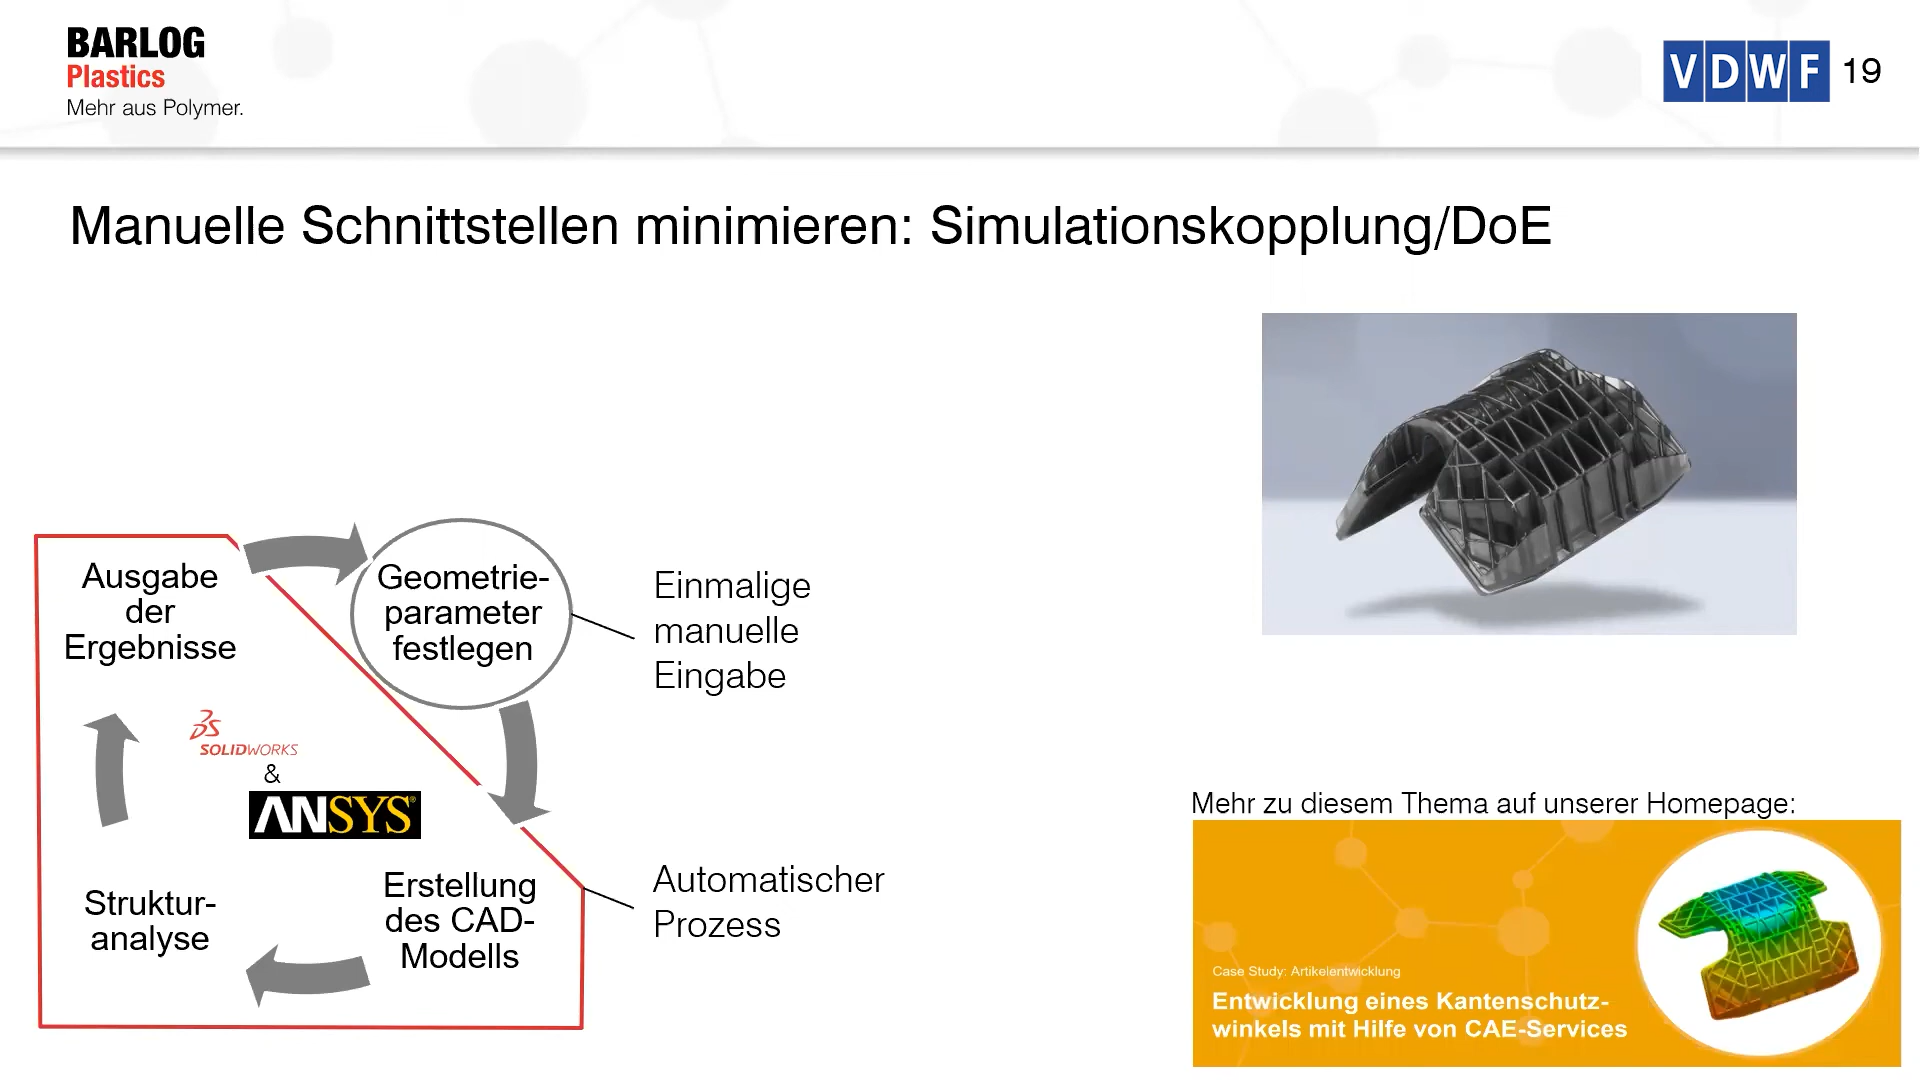 BARLOG
Plastics
Mehr aus Polymer.
VDWF
19
Manuelle Schnittstellen minimieren: Simulationskopplung/DoE
Ausgabe
der
Ergebnisse
Geometrie-
parameter
festlegen
Einmalige
manuelle
Eingabe
SOLIDWORKS
&
ANSYS®
Struktur-
analyse
Erstellung
des CAD-
Modells
Automatischer
Prozess
Mehr zu diesem Thema auf unserer Homepage:
Case Study: Artikelentwicklung
Entwicklung eines Kantenschutz-
winkels mit Hilfe von CAE-Services